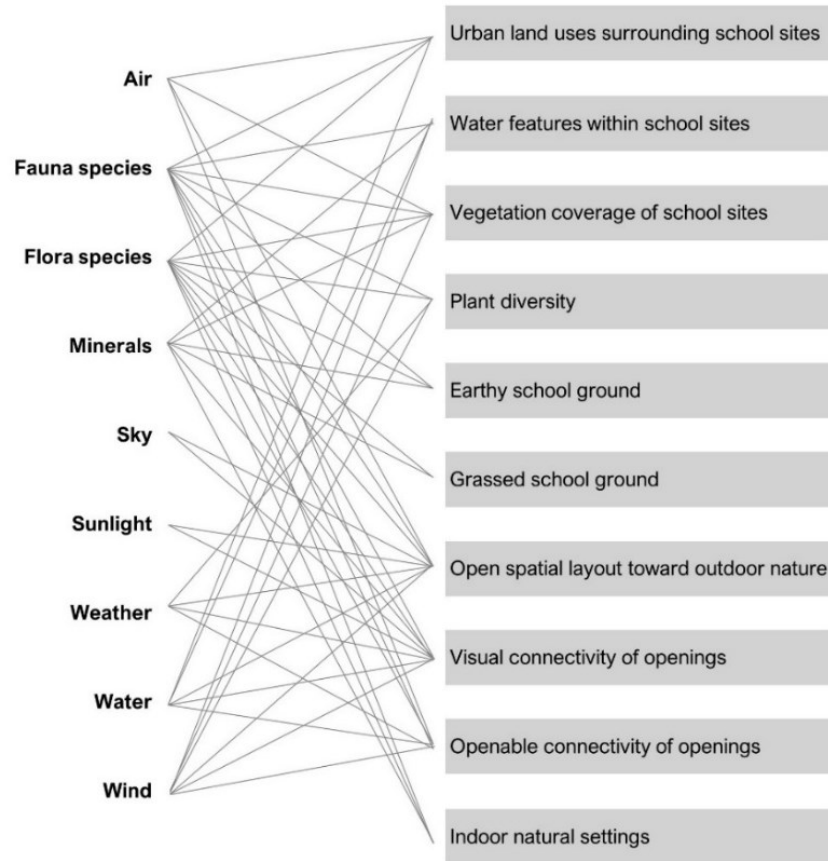 Air
Fauna species
Flora species
Minerals
Sky
Sunlight
Weather
Water
Wind
Urban land uses surrounding school sites
Water features within school sites
Vegetation coverage of school sites
Plant diversity
Earthy school ground
Grassed school ground
Open spatial layout toward outdoor nature
Visual connectivity of openings
Openable connectivity of openings
Indoor natural settings